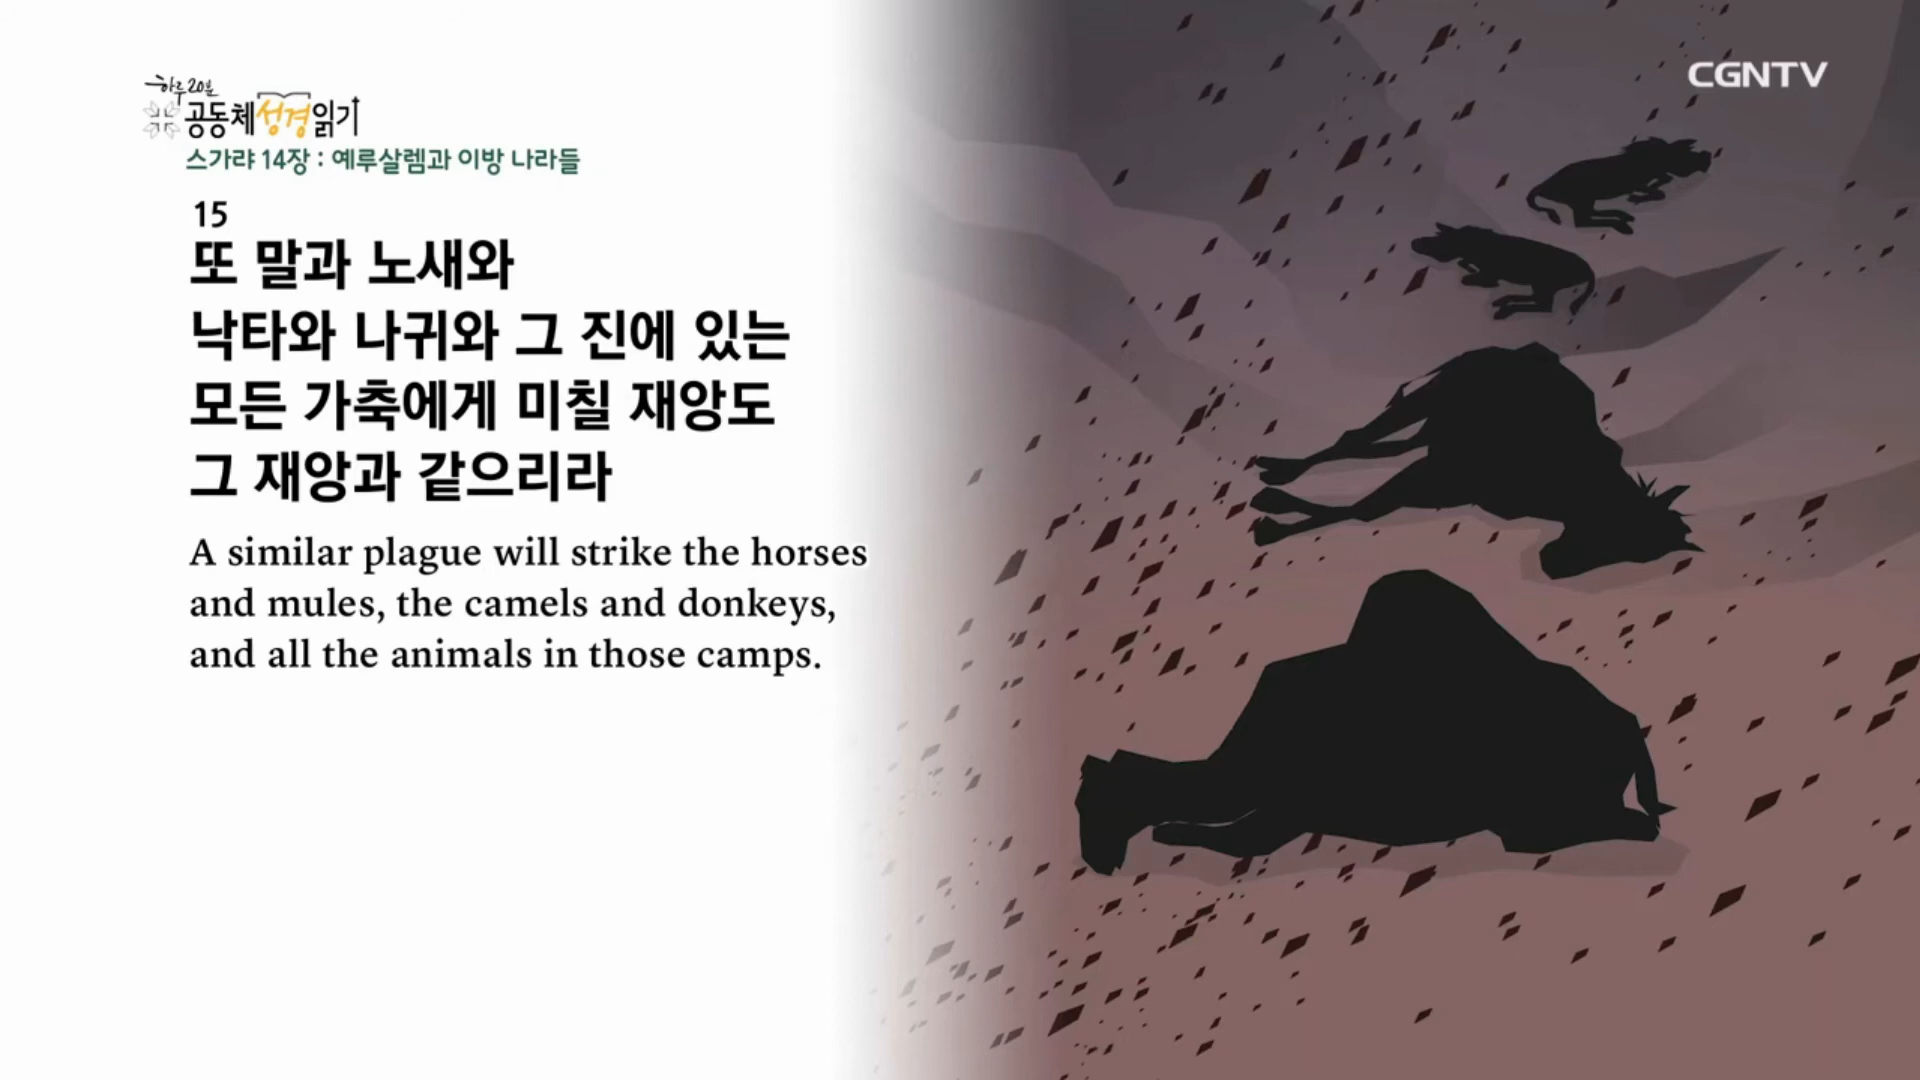 하루 20분
공동체성경읽기
CGNTV
스가랴 14장 : 예루살렘과 이방 나라들
15
또 말과 노새와
낙타와 나귀와 그 진에 있는
모든 가축에게 미칠 재앙도
그 재앙과 같으리라
A similar plague will strike the horses
and mules, the camels and donkeys,
and all the animals in those camps.